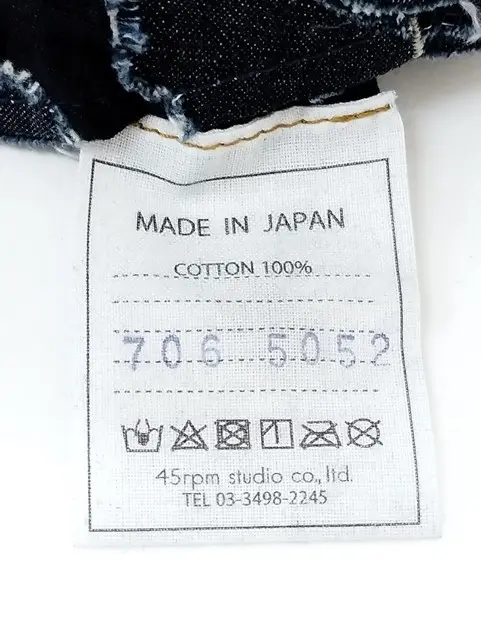 MADE IN JAPAN
COTTON 100%
706 5052
45rpm studio co., ltd.
TEL 03-3498-2245